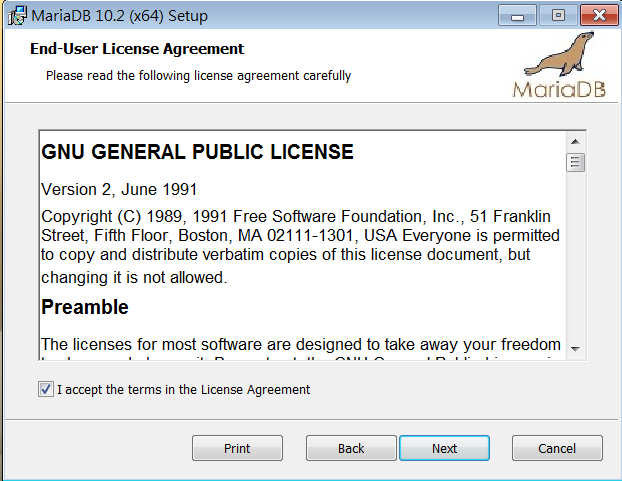 MariaDB 10.2 (x64) Setup
End-User License Agreement
Please read the following license agreement carefully
MariaDB
GNU GENERAL PUBLIC LICENSE
Version 2, June 1991
Copyright (C) 1989, 1991 Free Software Foundation, Inc., 51 Franklin
Street, Fifth Floor, Boston, MA 02111-1301, USA Everyone is permitted
to copy and distribute verbatim copies of this license document, but
changing it is not allowed.
Preamble
The licenses for most software are designed to take away your freedom
I accept the terms in the License Agreement
Print
Back
Next
Cancel